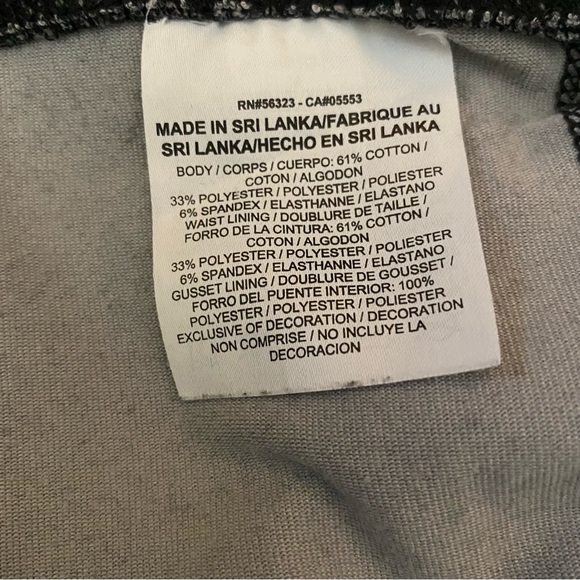 RN#56323 - CA#05553
MADE IN SRI LANKA/FABRIQUE AU
SRI LANKA/HECHO EN SRI LANKA
BODY / CORPS / CUERPO: 61% COTTON /
COTON / ALGODON
33% POLYESTER / POLYESTER / POLIESTER
6% SPANDEX / ELASTHANNE / ELASTANO
WAIST LINING / DOUBLURE DE TAILLE /
FORRO DE LA CINTURA: 61% COTTON /
COTON / ALGODON
33% POLYESTER / POLYESTER / POLIESTER
6% SPANDEX / ELASTHANNE / ELASTANO
GUSSET LINING / DOUBLURE DE GOUSSET /
FORRO DEL PUENTE INTERIOR: 100%
POLYESTER / POLYESTER / POLIESTER
EXCLUSIVE OF DECORATION / DECORATION
NON COMPRISE / NO INCLUYE LA
DECORACION